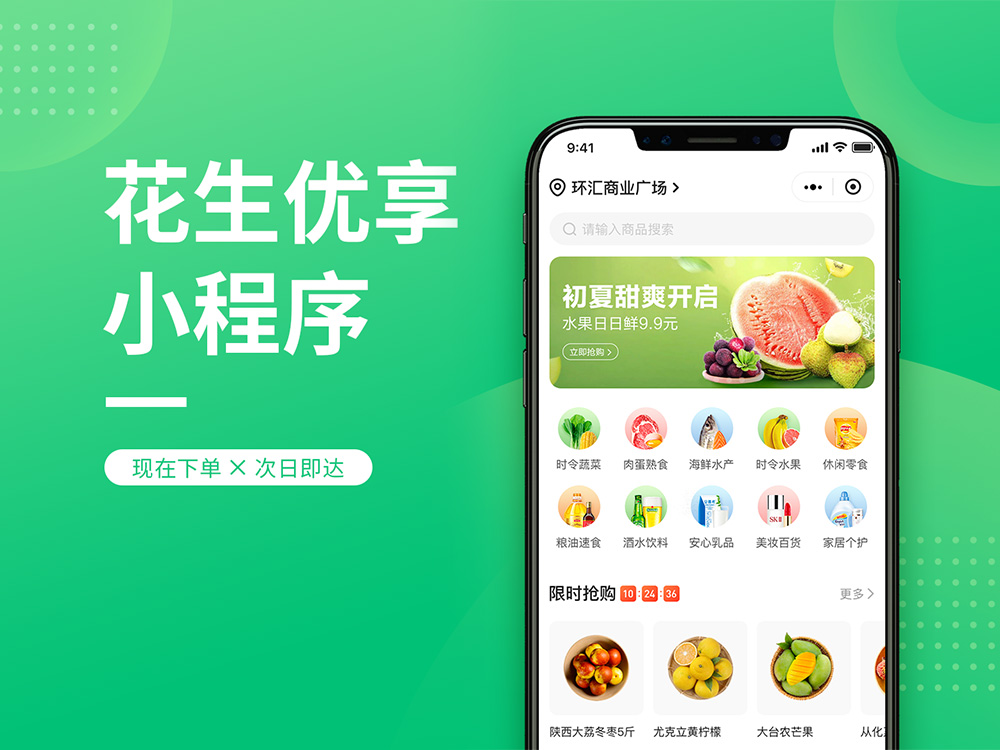 花生优享
小程序
现在下单 × 次日即达
9:41
环汇商业广场
请输入商品搜索
初夏甜爽开启
水果日日鲜9.9元
立即抢购
时令蔬菜 肉蛋熟食 海鲜水产 时令水果 休闲零食
SK-II
粮油速食 酒水饮料 安心乳品 美妆百货 家居个护
限时抢购 10:24:36 更多
陕西大荔冬枣5斤 尤克立黄柠檬 大台农芒果 从化